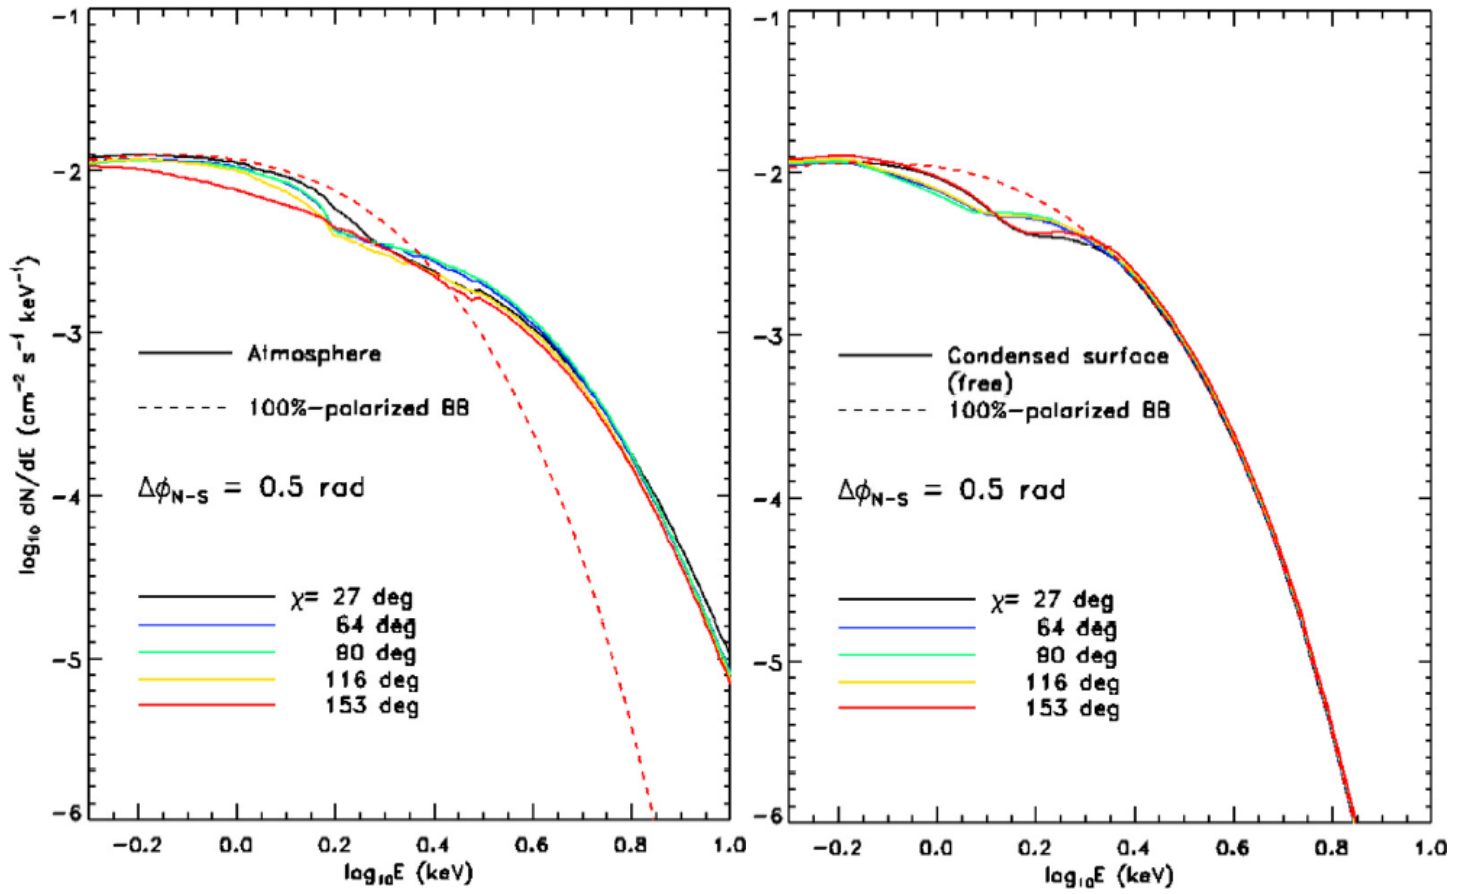 −1
−2
−3
−4
−5
−6
log₁₀ dN/dE (cm⁻² s⁻¹ keV⁻¹)
Atmosphere
100%-polarized BB
Δϕ_N-S = 0.5 rad
χ= 27 deg
64 deg
80 deg
116 deg
153 deg
−0.2 0.0 0.2 0.4 0.6 0.8 1.0
log₁₀E (keV)
−1
−2
−3
−4
−5
−6
Condensed surface
(free)
100%-polarized BB
Δϕ_N-S = 0.5 rad
χ= 27 deg
64 deg
80 deg
116 deg
153 deg
−0.2 0.0 0.2 0.4 0.6 0.8 1.0
log₁₀E (keV)